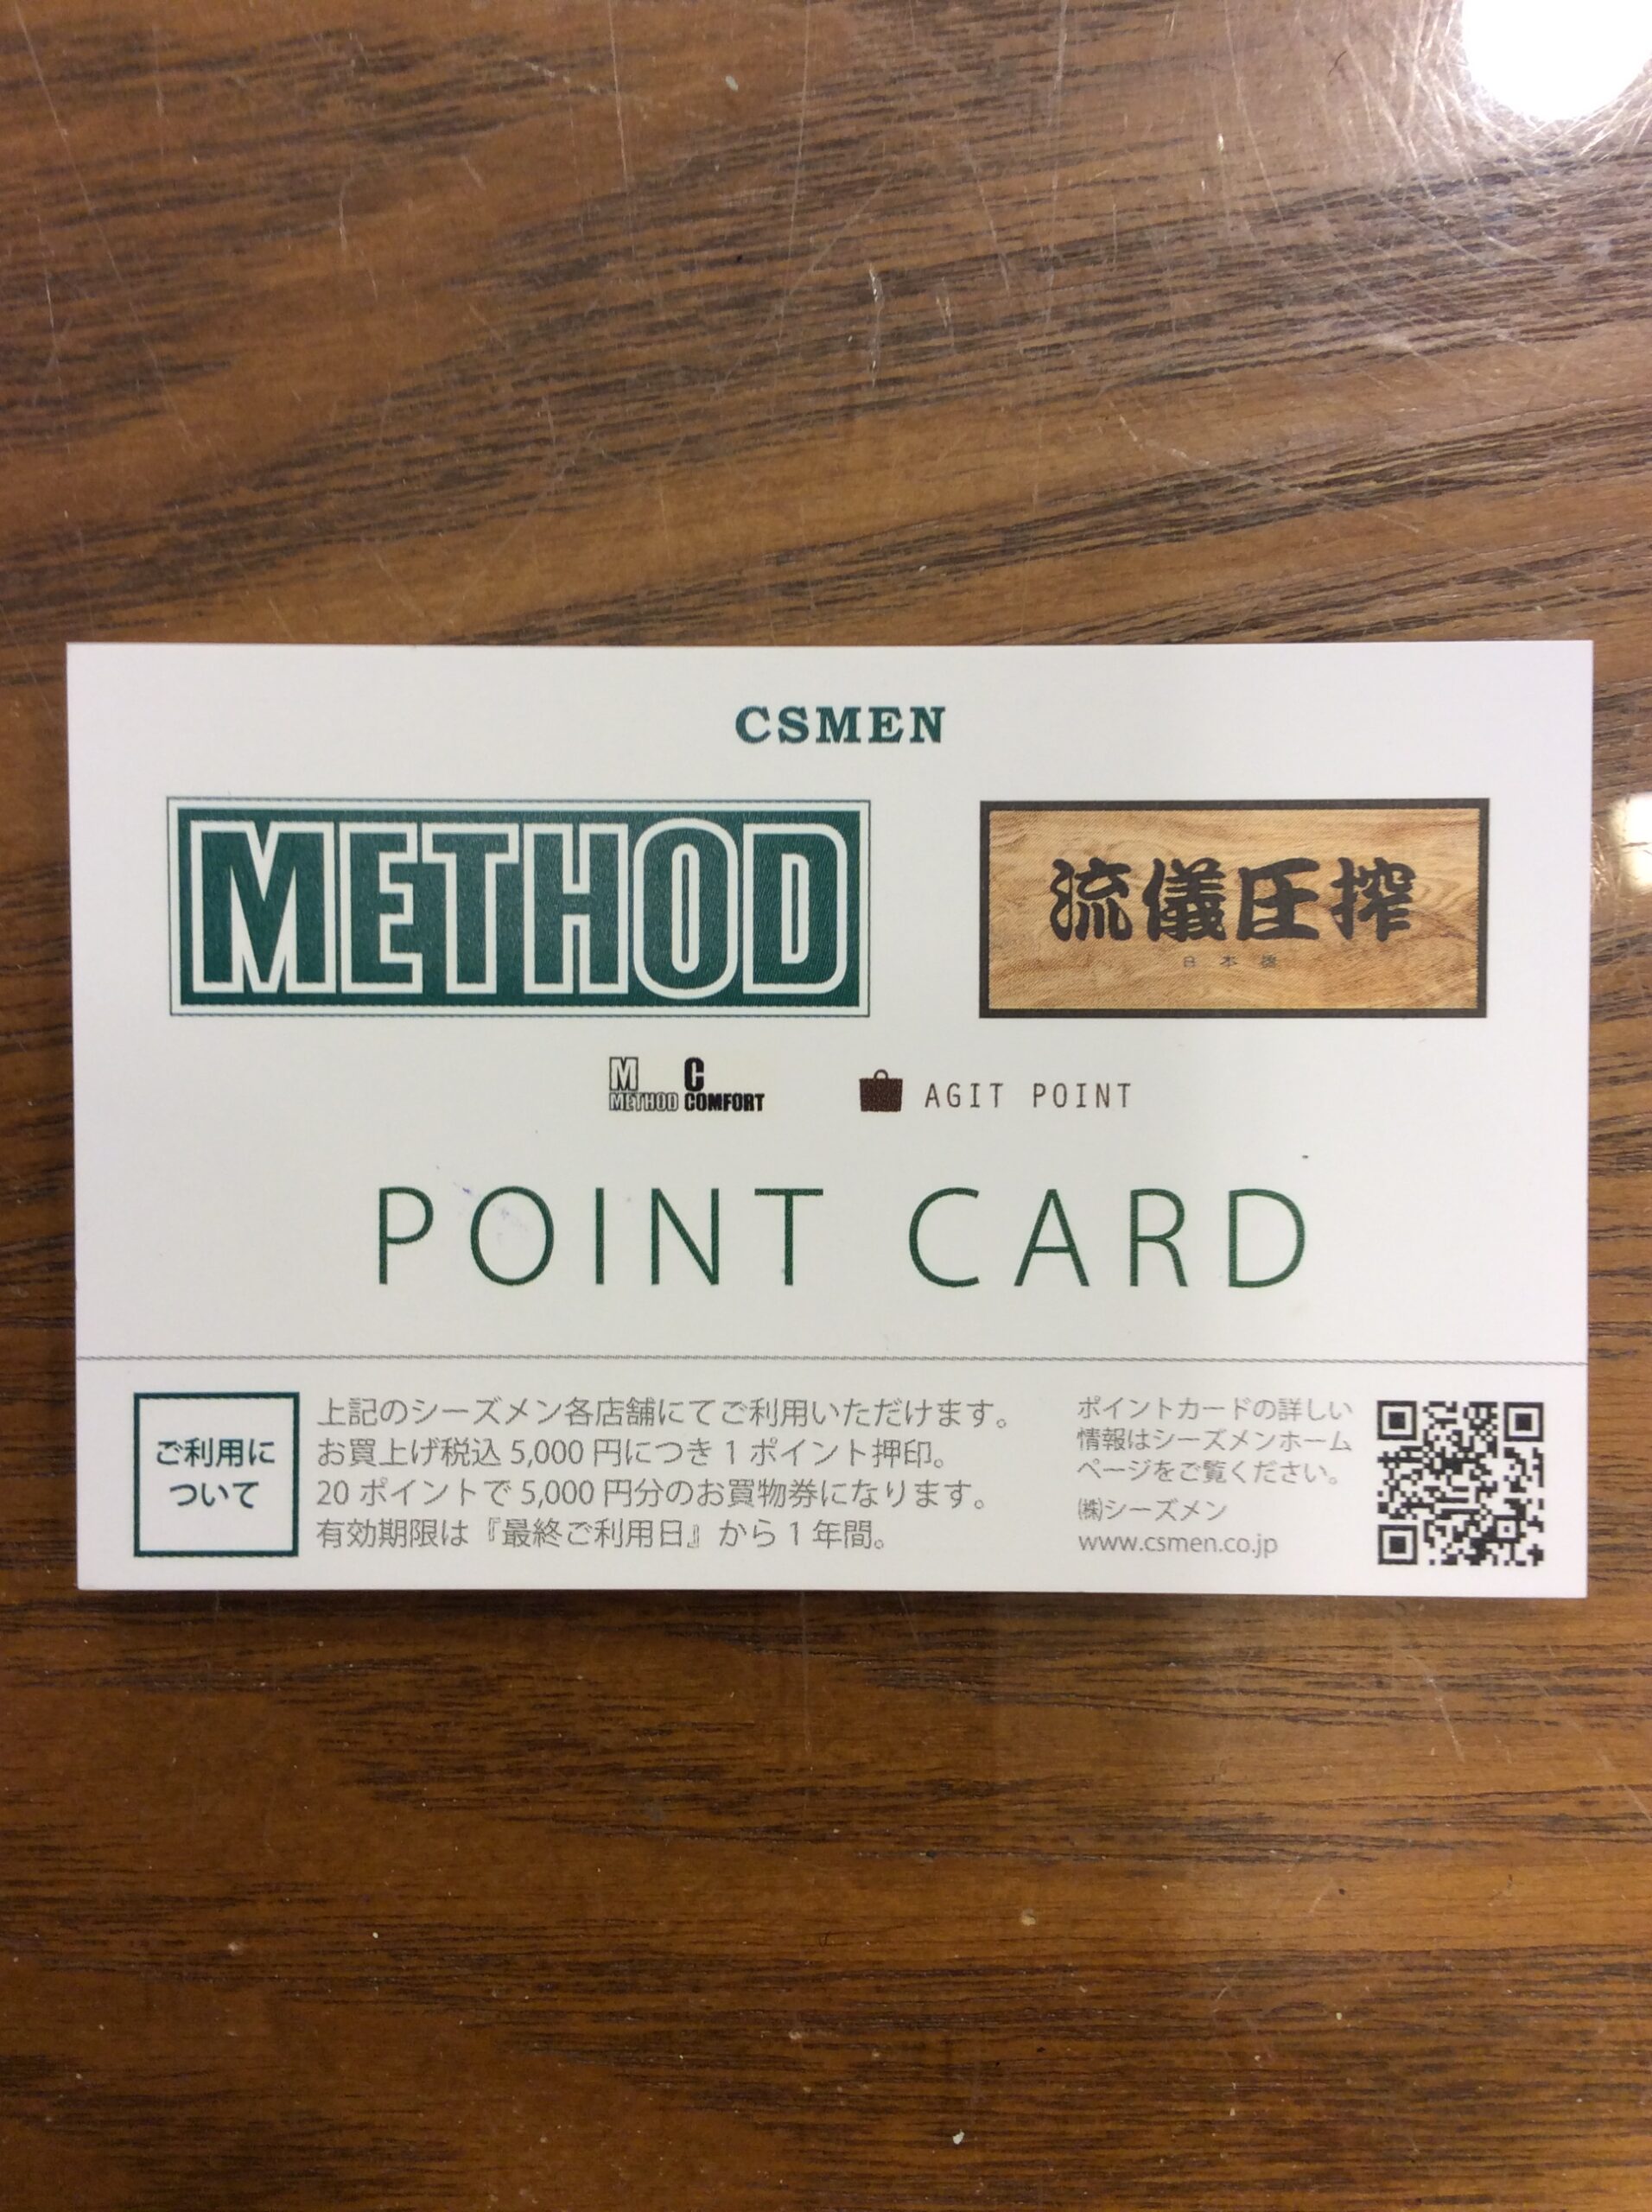 CSMEN
METHOD
流儀圧搾
日本發
M C
METHOD COMFORT
AGIT POINT
POINT CARD
ご利用に
ついて
上記のシーズメン各店舗にてご利用いただけます。
お買上げ税込 5,000 円につき 1 ポイント押印。
20 ポイントで 5,000 円分のお買物券になります。
有効期限は『最終ご利用日』から 1 年間。
ポイントカードの詳しい
情報はシーズメンホーム
ページをご覧ください。
㈱シーズメン
www.csmen.co.jp